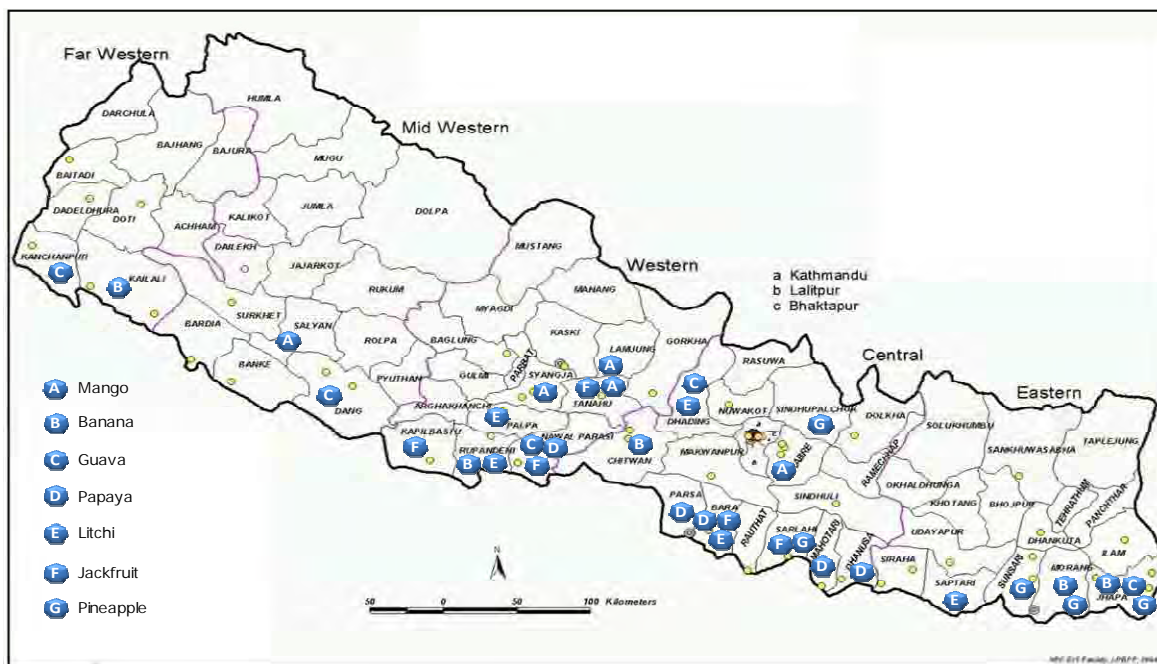 Far Western
HUMLA
DARCHULA
Mid Western
BAJHANG
BAJURA
MUGU
BAITADI
DADELDHURA
DOTI
JUMLA
DOLPA
ACHHAM
KALIKOT
DAILEKH
MUSTANG
KANCHANPUR
JAJARKOT
Western
C
B
KAILALI
RUKUM
MYAGDI
MANANG
a Kathmandu
b Lalitpur
c Bhaktapur
BARDIA
SURKHET
SALYAN
A
ROLPA
BAGLUNG
PARBAT
KASKI
LAMJUNG
A
GORKHA
RASUWA
Central
BANKE
PYUTHAN
GULMI
SYANGJA
A
F
A
TANAHU
C
E
DHADING
NUWAKOT
SINDHUPALCHOK
G
DOLKHA
Eastern
SOLUKHUMBU
SANKHUWASABHA
TAPLEJUNG
A Mango
B Banana
C Guava
D Papaya
E Litchi
F Jackfruit
G Pineapple
C
DANG
ARGHAKHANCHI
E
PALPA
KAPILBASTU
F
RUPANDEHI
B
E
C
D
F
NAWAL PARASI
B
CHITWAN
MAKWANPUR
a
c
b
A
KABRE
RAMECHHAP
OKHALDHUNGA
KHOTANG
BHOJPUR
TEHRATHUM
PANCHTHAR
SINDHULI
PARSA
D
BARA
D
F
E
RAUTHAT
SARLAHI
F
G
MAHOTARI
D
DHANUSA
D
SIRAHA
UDAYAPUR
DHANKUTA
ILAM
SAPTARI
E
SUNSARI
G
MORANG
B
G
B
C
JHAPA
G
N
50 0 50 100 Kilometers